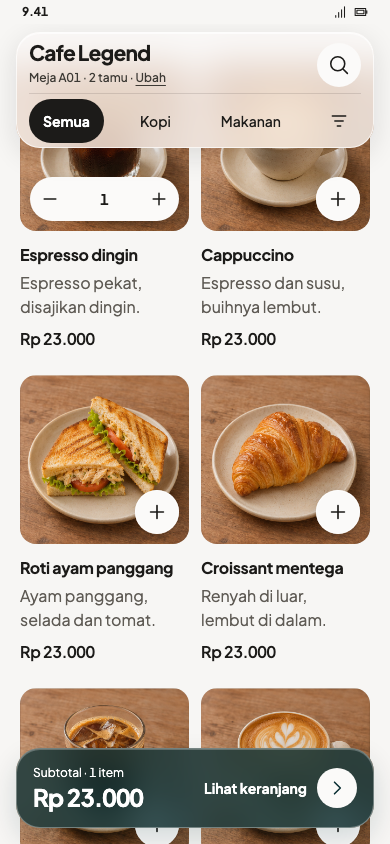 9.41
Cafe Legend
Meja A01 · 2 tamu · Ubah
Semua
Kopi
Makanan
1
Espresso dingin
Espresso pekat,
disajikan dingin.
Rp 23.000
Cappuccino
Espresso dan susu,
buihnya lembut.
Rp 23.000
Roti ayam panggang
Ayam panggang,
selada dan tomat.
Rp 23.000
Croissant mentega
Renyah di luar,
lembut di dalam.
Rp 23.000
Subtotal · 1 item
Rp 23.000
Lihat keranjang